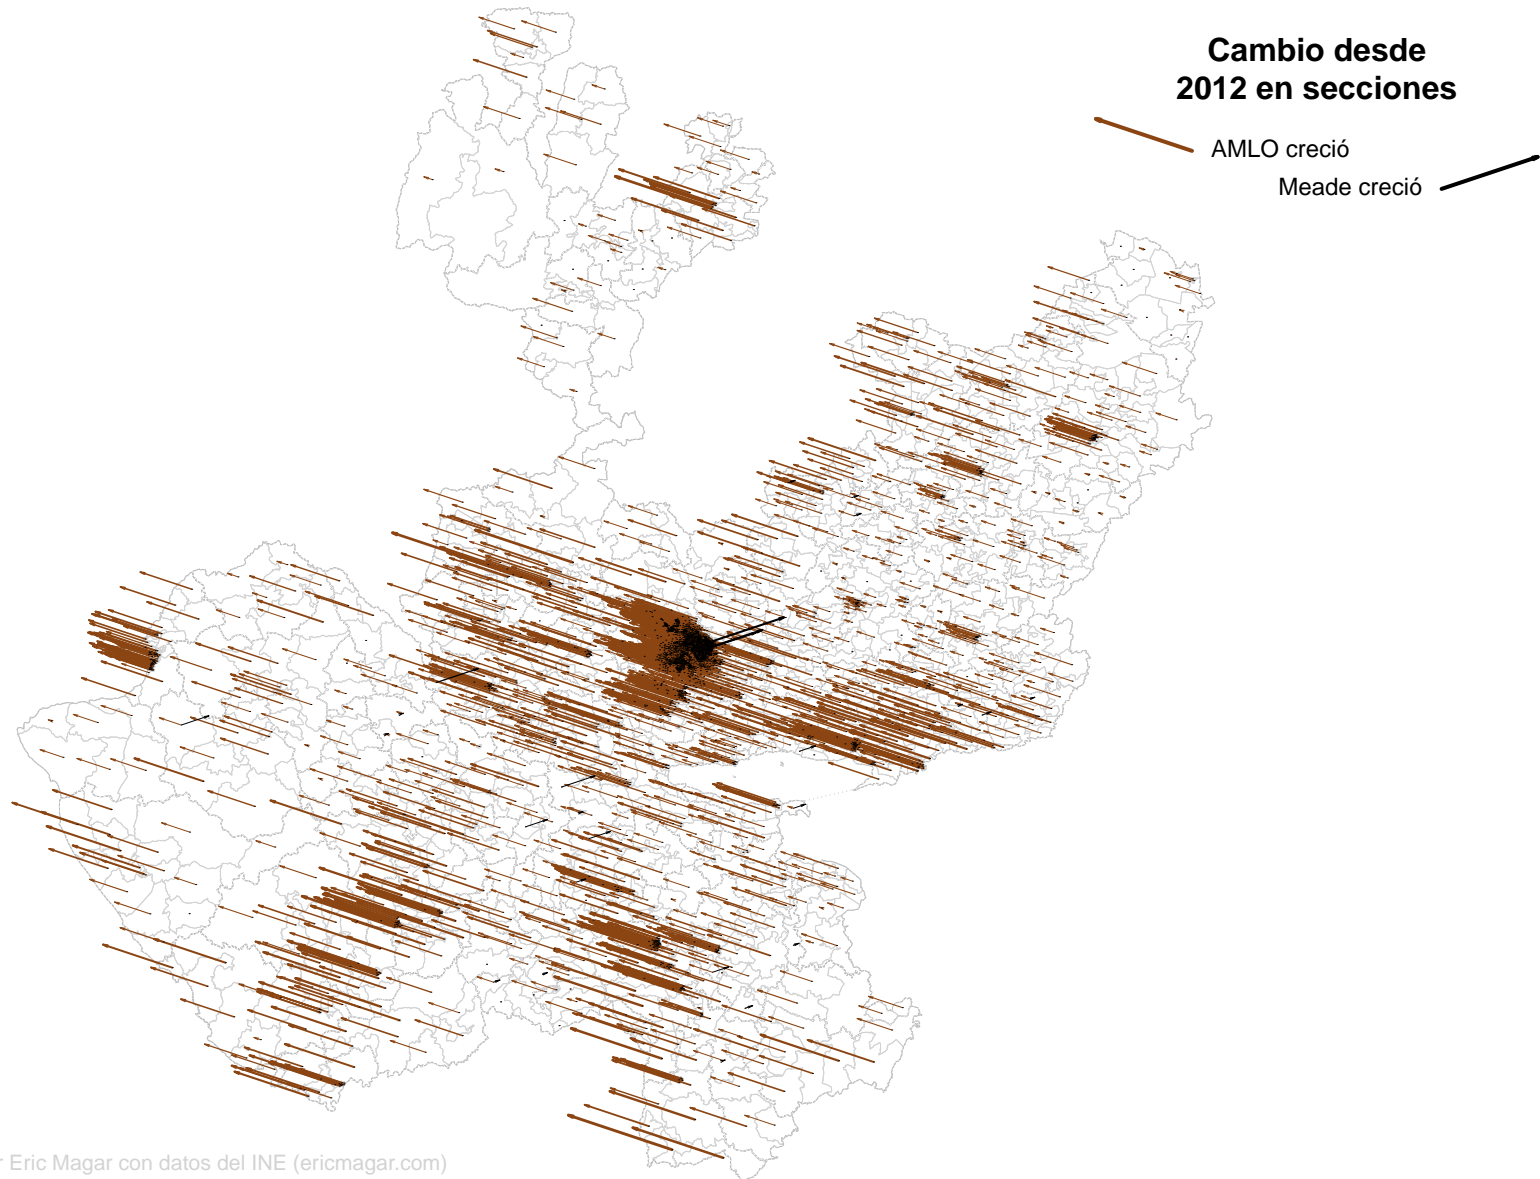 Cambio desde
2012 en secciones
AMLO creció
Meade creció
Eric Magar con datos del INE (ericmagar.com)